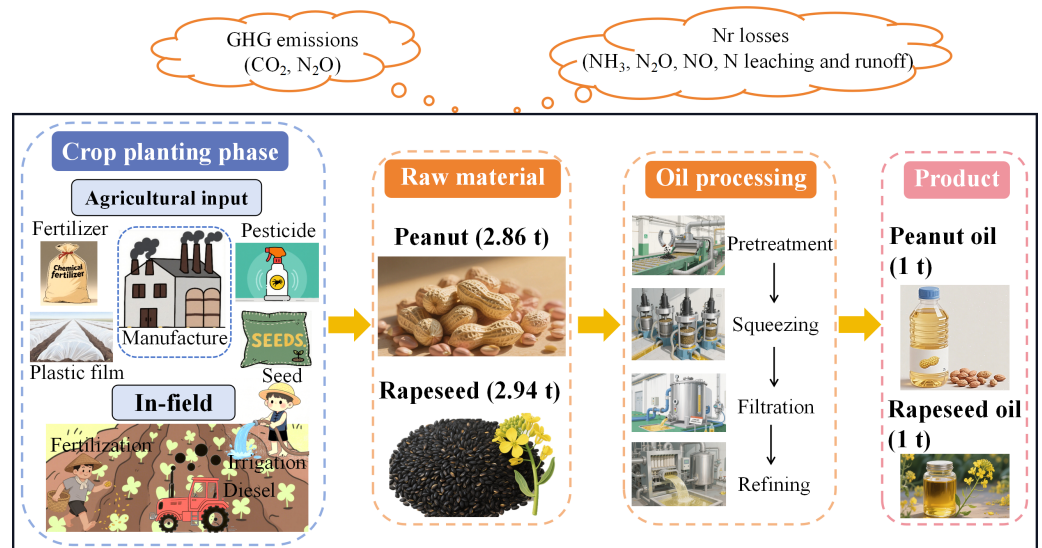 GHG emissions
(CO₂, N₂O)
Nr losses
(NH₃, N₂O, NO, N leaching and runoff)
Crop planting phase
Agricultural input
Fertilizer
Pesticide
Chemical
fertilizer
Manufacture
SEEDS
Plastic film
Seed
In-field
Fertilization
Irrigation
Diesel
Raw material
Peanut (2.86 t)
Rapeseed (2.94 t)
Oil processing
Pretreatment
Squeezing
Filtration
Refining
Product
Peanut oil
(1 t)
Rapeseed oil
(1 t)